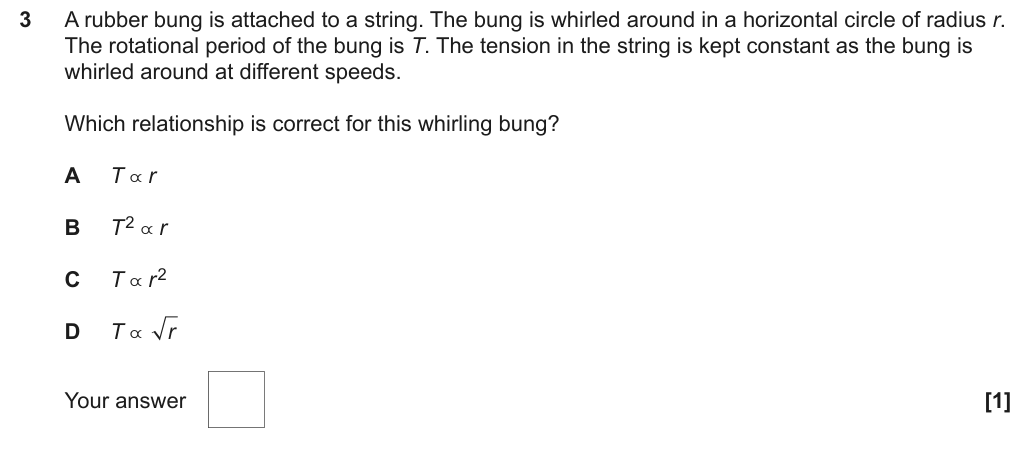 3 A rubber bung is attached to a string. The bung is whirled around in a horizontal circle of radius r.
The rotational period of the bung is T. The tension in the string is kept constant as the bung is
whirled around at different speeds.
Which relationship is correct for this whirling bung?
A T ∝ r
B T² ∝ r
C T ∝ r²
D T ∝ √r
Your answer
[1]